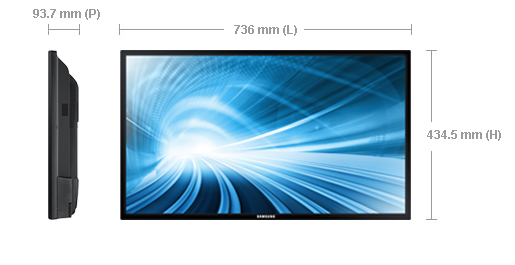 93.7 mm (P)
736 mm (L)
434.5 mm (H)
SAMSUNG